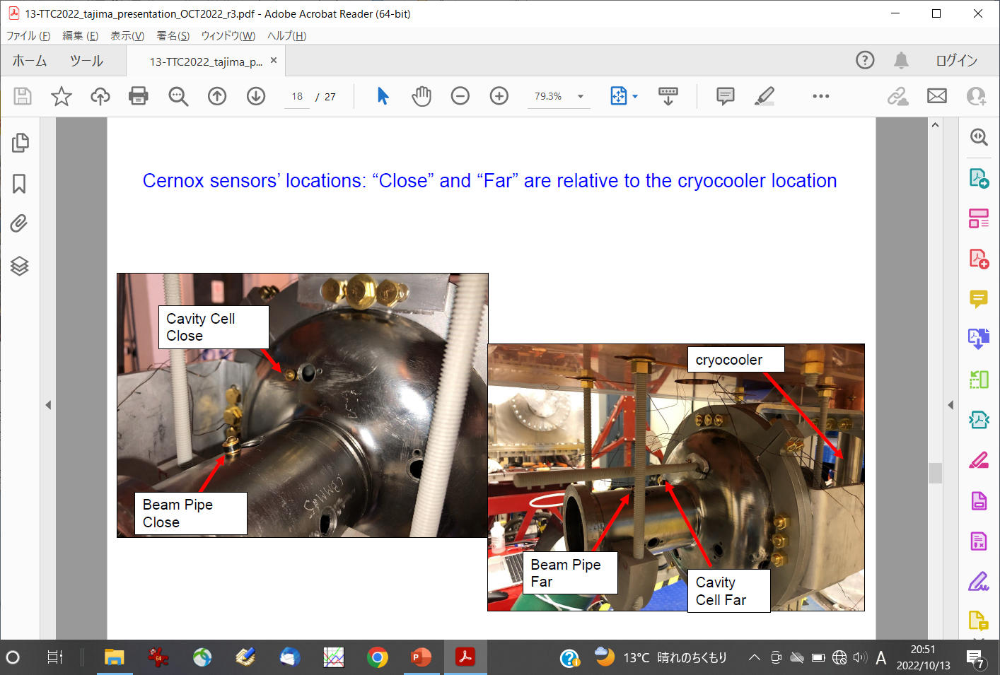 13-TTC2022_tajima_presentation_OCT2022_r3.pdf - Adobe Acrobat Reader (64-bit)
ファイル (F) 編集 (E) 表示(V) 署名(S) ウィンドウ(W) ヘルプ(H)
ホーム ツール 13-TTC2022_tajima_p... ログイン
18 / 27 79.3%
Cernox sensors’ locations: “Close” and “Far” are relative to the cryocooler location
Cavity Cell
Close
Beam Pipe
Close
CBMM#5
cryocooler
Beam Pipe
Far
Cavity
Cell Far
64
P
13°C 晴れのちくもり
A
20:51
2022/10/13
7